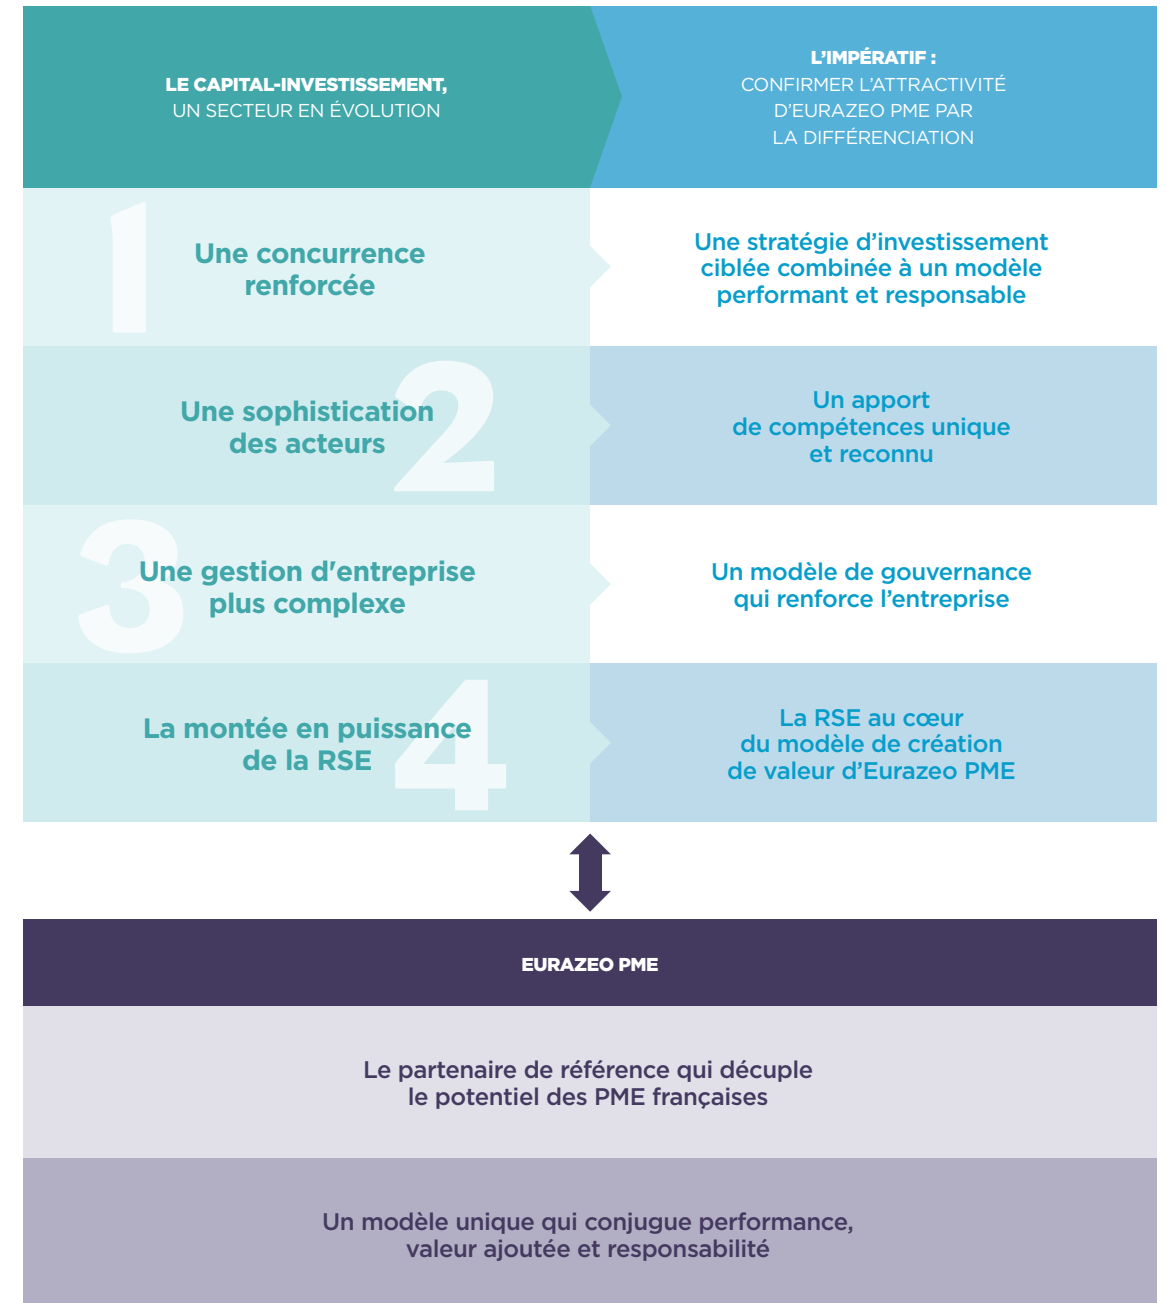 LE CAPITAL-INVESTISSEMENT,
UN SECTEUR EN ÉVOLUTION
L’IMPÉRATIF :
CONFIRMER L’ATTRACTIVITÉ
D’EURAZEO PME PAR
LA DIFFÉRENCIATION
1
Une concurrence
renforcée
Une stratégie d’investissement
ciblée combinée à un modèle
performant et responsable
2
Une sophistication
des acteurs
Un apport
de compétences unique
et reconnu
3
Une gestion d'entreprise
plus complexe
Un modèle de gouvernance
qui renforce l’entreprise
4
La montée en puissance
de la RSE
La RSE au cœur
du modèle de création
de valeur d’Eurazeo PME
EURAZEO PME
Le partenaire de référence qui décuple
le potentiel des PME françaises
Un modèle unique qui conjugue performance,
valeur ajoutée et responsabilité